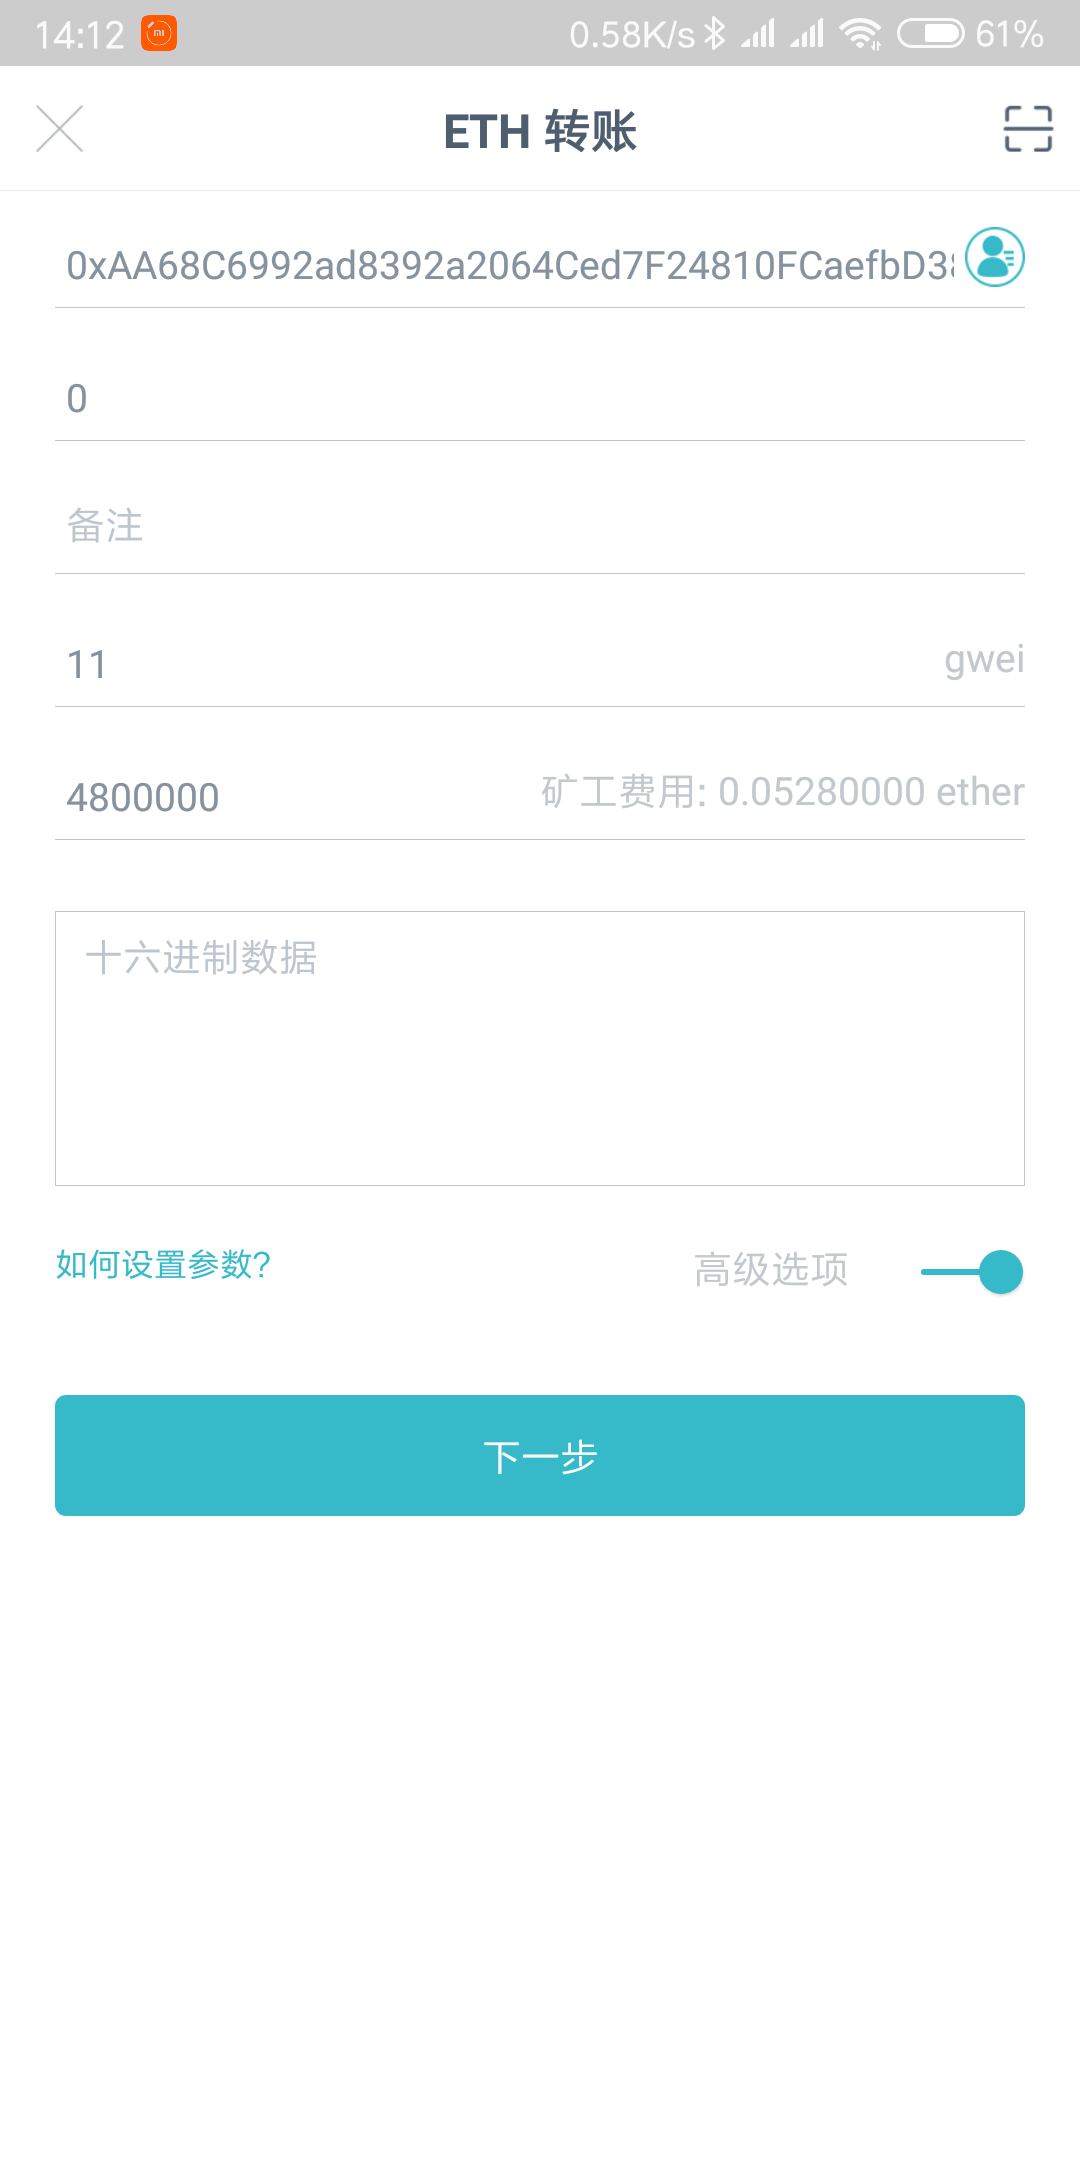 14:12 0.58K/s 61%
ETH 转账
0xAA68C6992ad8392a2064Ced7F24810FCaefbD3
0
备注
11 gwei
4800000 矿工费用: 0.05280000 ether
十六进制数据
如何设置参数? 高级选项
下一步